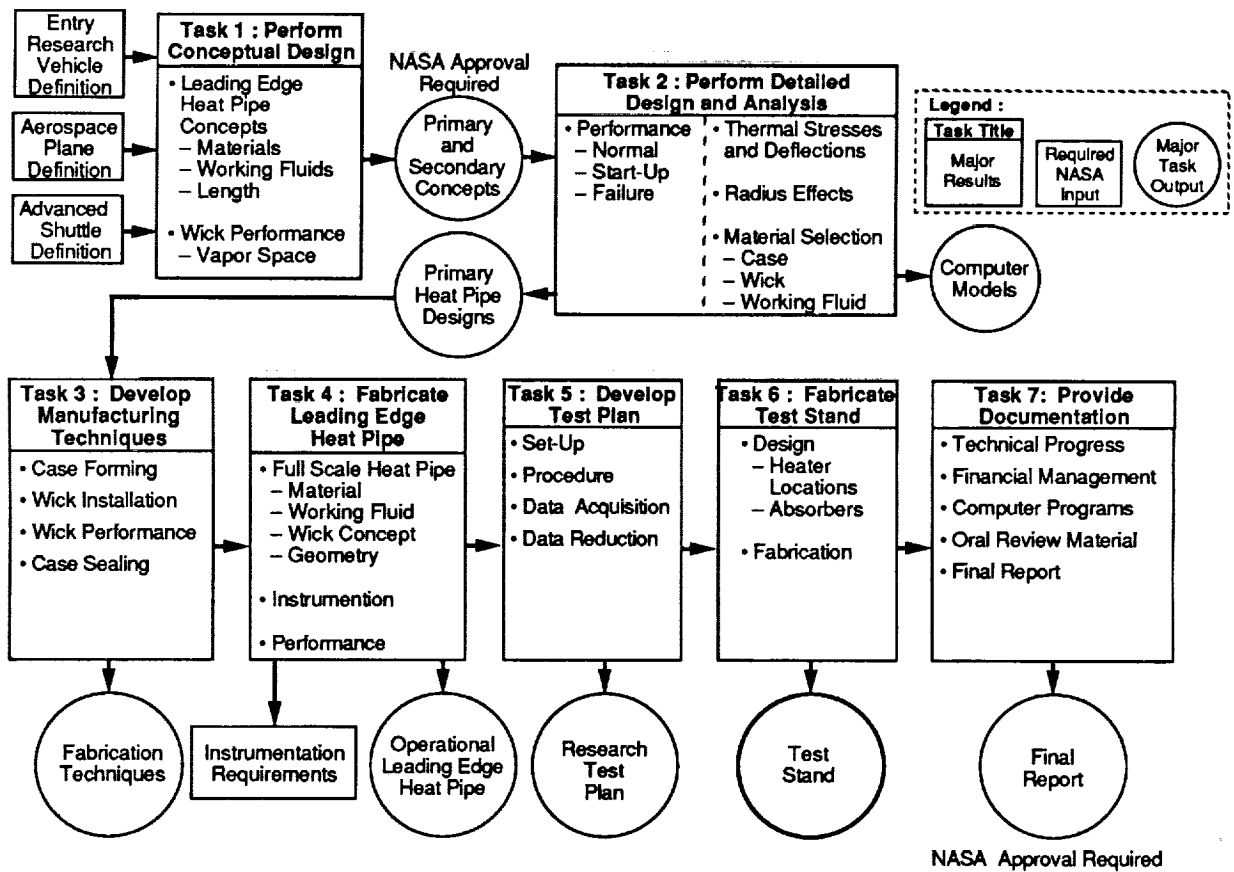 Entry
Research
Vehicle
Definition
Aerospace
Plane
Definition
Advanced
Shuttle
Definition
Task 1 : Perform
Conceptual Design
• Leading Edge
Heat Pipe
Concepts
– Materials
– Working Fluids
– Length
• Wick Performance
– Vapor Space
NASA Approval
Required
Primary
and
Secondary
Concepts
Task 2 : Perform Detailed
Design and Analysis
• Performance
– Normal
– Start-Up
– Failure
• Thermal Stresses
and Deflections
• Radius Effects
• Material Selection
– Case
– Wick
– Working Fluid
Legend :
Task Title
Major
Results
Required
NASA
Input
Major
Task
Output
Computer
Models
Primary
Heat Pipe
Designs
Task 3 : Develop
Manufacturing
Techniques
• Case Forming
• Wick Installation
• Wick Performance
• Case Sealing
Task 4 : Fabricate
Leading Edge
Heat Pipe
• Full Scale Heat Pipe
– Material
– Working Fluid
– Wick Concept
– Geometry
• Instrumention
• Performance
Task 5 : Develop
Test Plan
• Set-Up
• Procedure
• Data Acquisition
• Data Reduction
Task 6 : Fabricate
Test Stand
• Design
– Heater
Locations
– Absorbers
• Fabrication
Task 7: Provide
Documentation
• Technical Progress
• Financial Management
• Computer Programs
• Oral Review Material
• Final Report
Fabrication
Techniques
Instrumentation
Requirements
Operational
Leading Edge
Heat Pipe
Research
Test
Plan
Test
Stand
Final
Report
NASA Approval Required